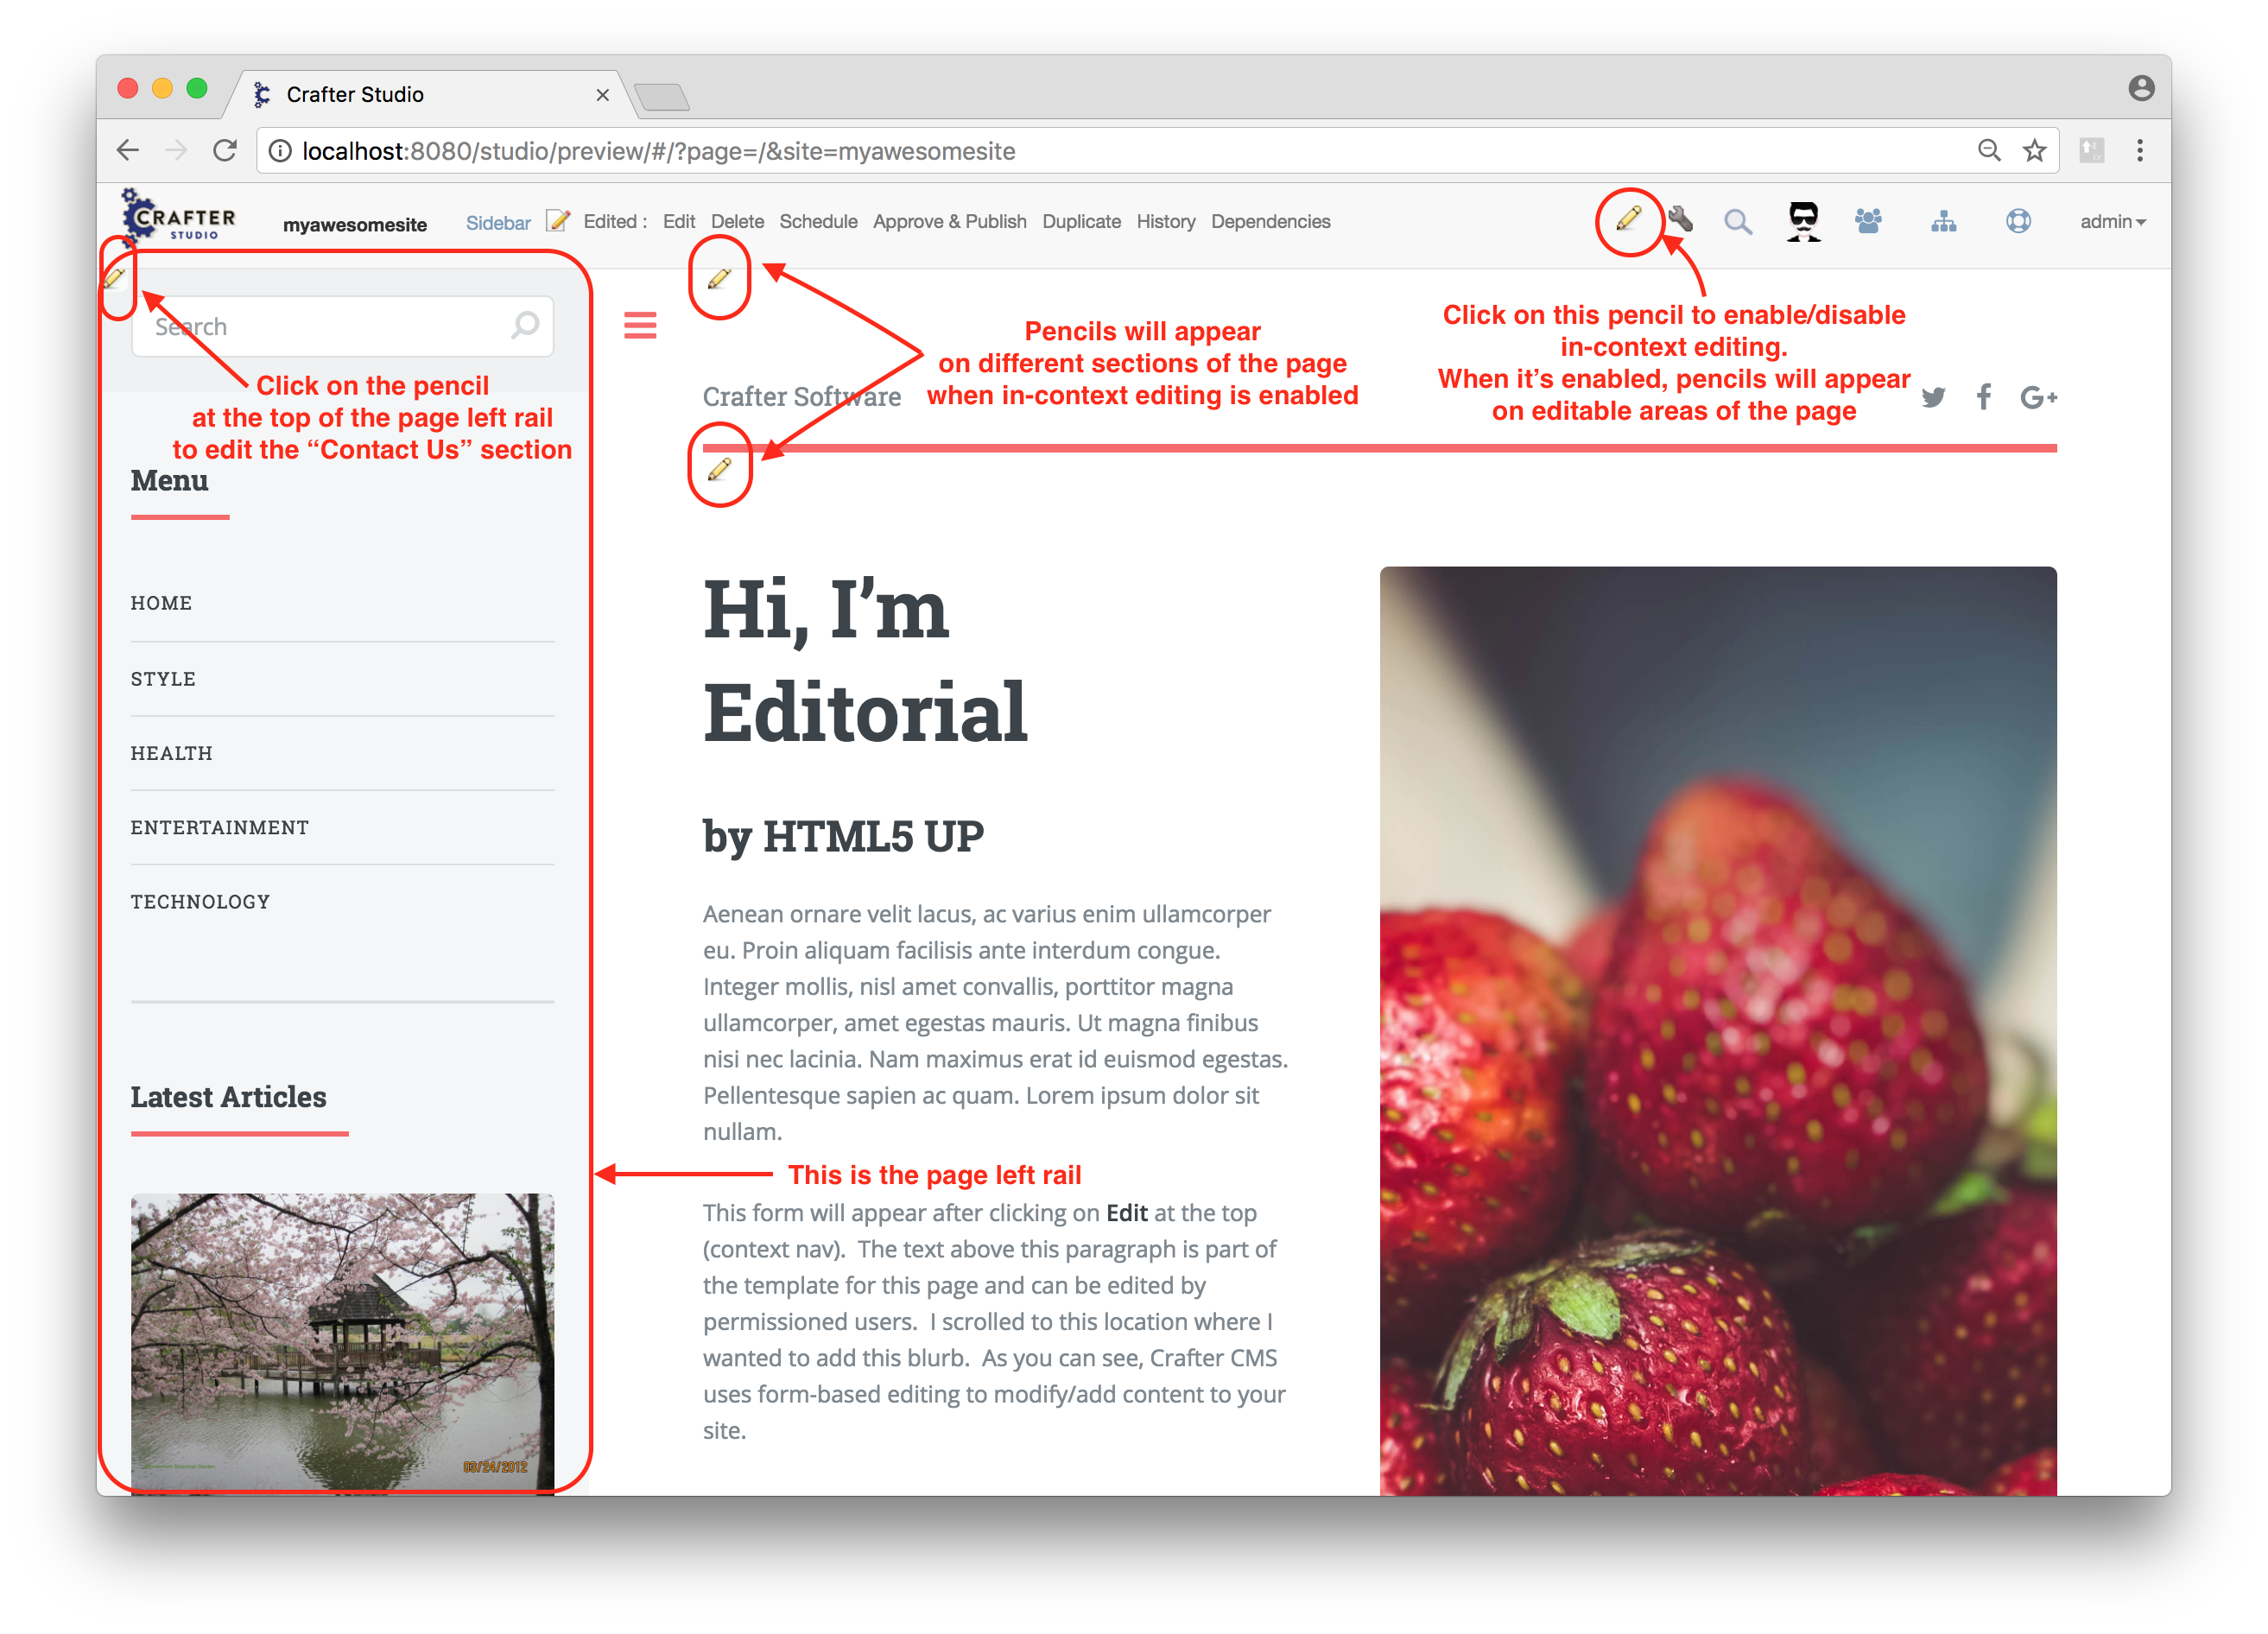 Crafter Studio
localhost:8080/studio/preview/#/?page=/&site=myawesomesite
CRAFTER
STUDIO
myawesomesite
Sidebar
Edited : Edit Delete Schedule Approve & Publish Duplicate History Dependencies
admin
Search
Click on the pencil
at the top of the page left rail
to edit the “Contact Us” section
Pencils will appear
on different sections of the page
when in-context editing is enabled
Click on this pencil to enable/disable
in-context editing.
When it’s enabled, pencils will appear
on editable areas of the page
Crafter Software
Menu
HOME
STYLE
HEALTH
ENTERTAINMENT
TECHNOLOGY
Latest Articles
03/24/2012
Hi, I’m
Editorial
by HTML5 UP
Aenean ornare velit lacus, ac varius enim ullamcorper
eu. Proin aliquam facilisis ante interdum congue.
Integer mollis, nisl amet convallis, porttitor magna
ullamcorper, amet egestas mauris. Ut magna finibus
nisi nec lacinia. Nam maximus erat id euismod egestas.
Pellentesque sapien ac quam. Lorem ipsum dolor sit
nullam.
This is the page left rail
This form will appear after clicking on Edit at the top
(context nav).  The text above this paragraph is part of
the template for this page and can be edited by
permissioned users.  I scrolled to this location where I
wanted to add this blurb.  As you can see, Crafter CMS
uses form-based editing to modify/add content to your
site.